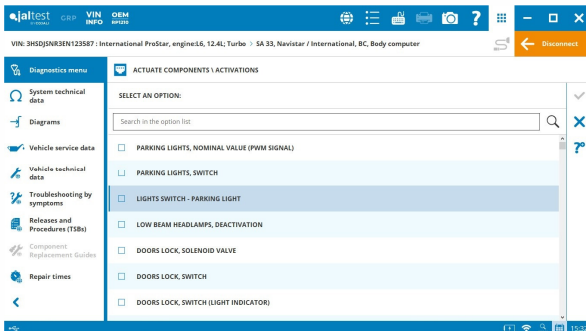 jaltest
GRP
VIN INFO
OEM
RP1210
?
VIN: 3HSDJSNR3EN123587 : International ProStar, engine:L6, 12.4L; Turbo > SA 33, Navistar / International, BC, Body computer
Disconnect
Diagnostics menu
ACTUATE COMPONENTS \ ACTIVATIONS
System technical data
SELECT AN OPTION:
Diagrams
Search in the option list
Vehicle service data
PARKING LIGHTS, NOMINAL VALUE (PWM SIGNAL)
Vehicle technical data
PARKING LIGHTS, SWITCH
Troubleshooting by symptoms
LIGHTS SWITCH - PARKING LIGHT
Releases and Procedures (TSBs)
LOW BEAM HEADLAMPS, DEACTIVATION
Component Replacement Guides
DOORS LOCK, SOLENOID VALVE
Repair times
DOORS LOCK, SWITCH
DOORS LOCK, SWITCH (LIGHT INDICATOR)